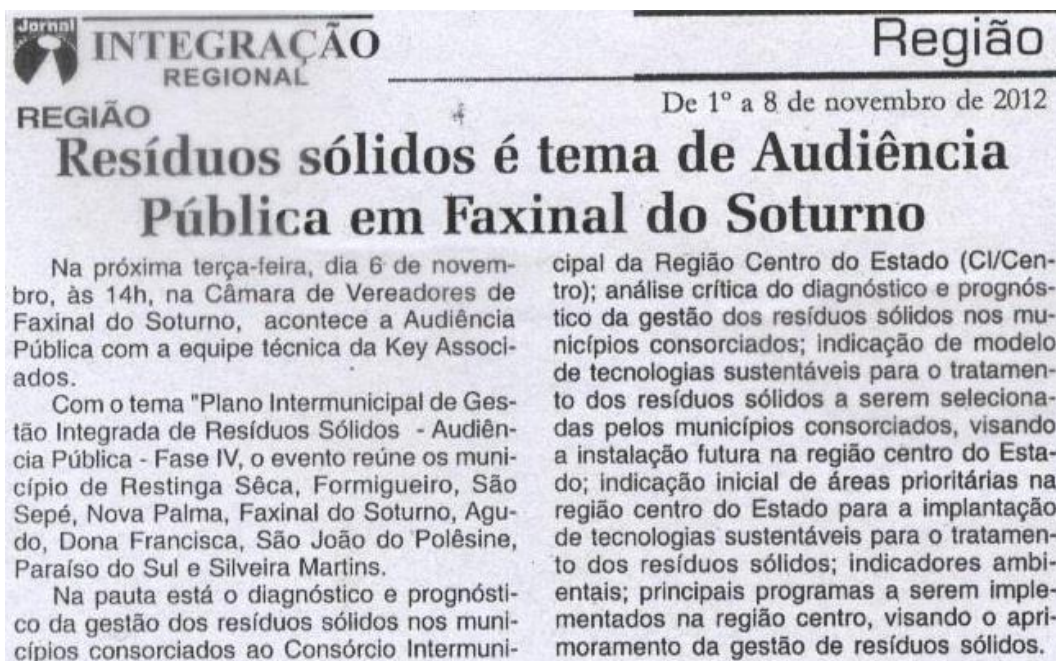 Jornal
INTEGRAÇÃO
REGIONAL
Região
De 1º a 8 de novembro de 2012
REGIÃO
Resíduos sólidos é tema de Audiência
Pública em Faxinal do Soturno
Na próxima terça-feira, dia 6 de novem-
bro, às 14h, na Câmara de Vereadores de
Faxinal do Soturno, acontece a Audiência
Pública com a equipe técnica da Key Associ-
ados.
Com o tema "Plano Intermunicipal de Ges-
tão Integrada de Resíduos Sólidos - Audiên-
cia Pública - Fase IV, o evento reúne os muni-
cípio de Restinga Sêca, Formigueiro, São
Sepé, Nova Palma, Faxinal do Soturno, Agu-
do, Dona Francisca, São João do Polêsine,
Paraíso do Sul e Silveira Martins.
Na pauta está o diagnóstico e prognósti-
co da gestão dos resíduos sólidos nos muni-
cípios consorciados ao Consórcio Intermuni-
cipal da Região Centro do Estado (CI/Cen-
tro); análise crítica do diagnóstico e prognós-
tico da gestão dos resíduos sólidos nos mu-
nicípios consorciados; indicação de modelo
de tecnologias sustentáveis para o tratamen-
to dos resíduos sólidos a serem seleciona-
das pelos municípios consorciados, visando
a instalação futura na região centro do Esta-
do; indicação inicial de áreas prioritárias na
região centro do Estado para a implantação
de tecnologias sustentáveis para o tratamen-
to dos resíduos sólidos; indicadores ambi-
entais; principais programas a serem imple-
mentados na região centro, visando o apri-
moramento da gestão de resíduos sólidos.